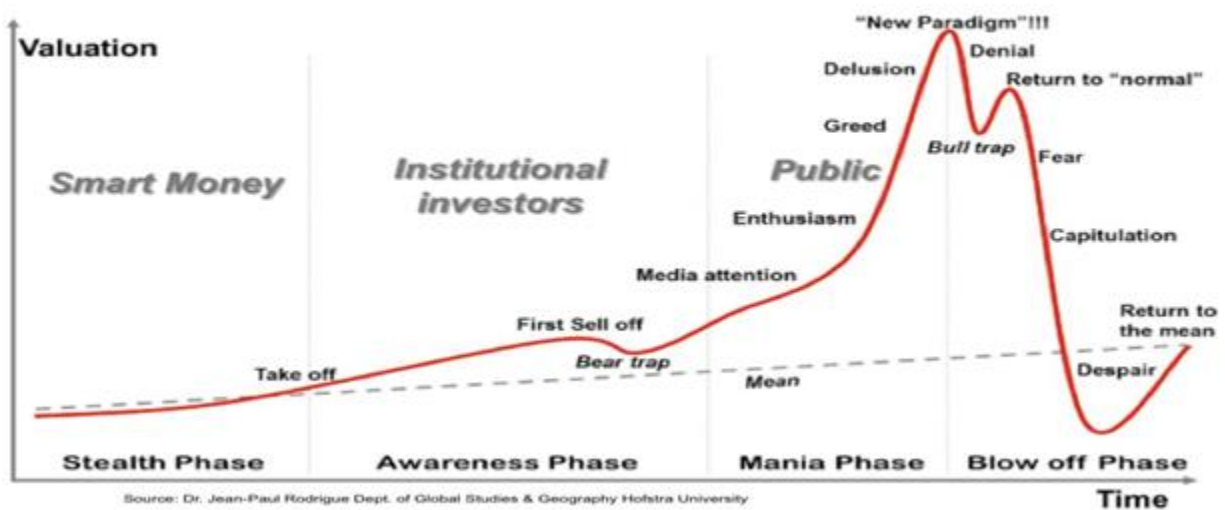 “New Paradigm”!!!
Valuation
Denial
Delusion
Return to “normal”
Greed
Bull trap
Fear
Smart Money
Institutional
investors
Public
Enthusiasm
Capitulation
Media attention
First Sell off
Return to
the mean
Bear trap
Take off
Mean
Despair
Stealth Phase
Awareness Phase
Mania Phase
Blow off Phase
Source: Dr. Jean-Paul Rodrigue Dept. of Global Studies & Geography Hofstra University
Time